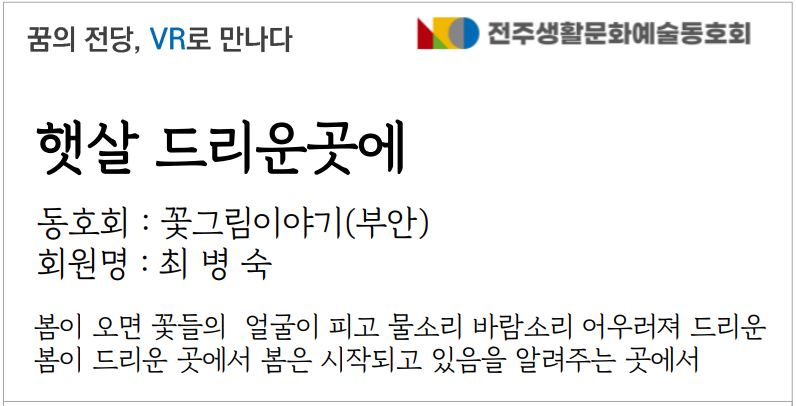 꿈의 전당, VR로 만나다
전주생활문화예술동호회
햇살 드리운곳에
동호회 : 꽃그림이야기(부안)
회원명 : 최 병 숙
봄이 오면 꽃들의 얼굴이 피고 물소리 바람소리 어우러져 드리운
봄이 드리운 곳에서 봄은 시작되고 있음을 알려주는 곳에서